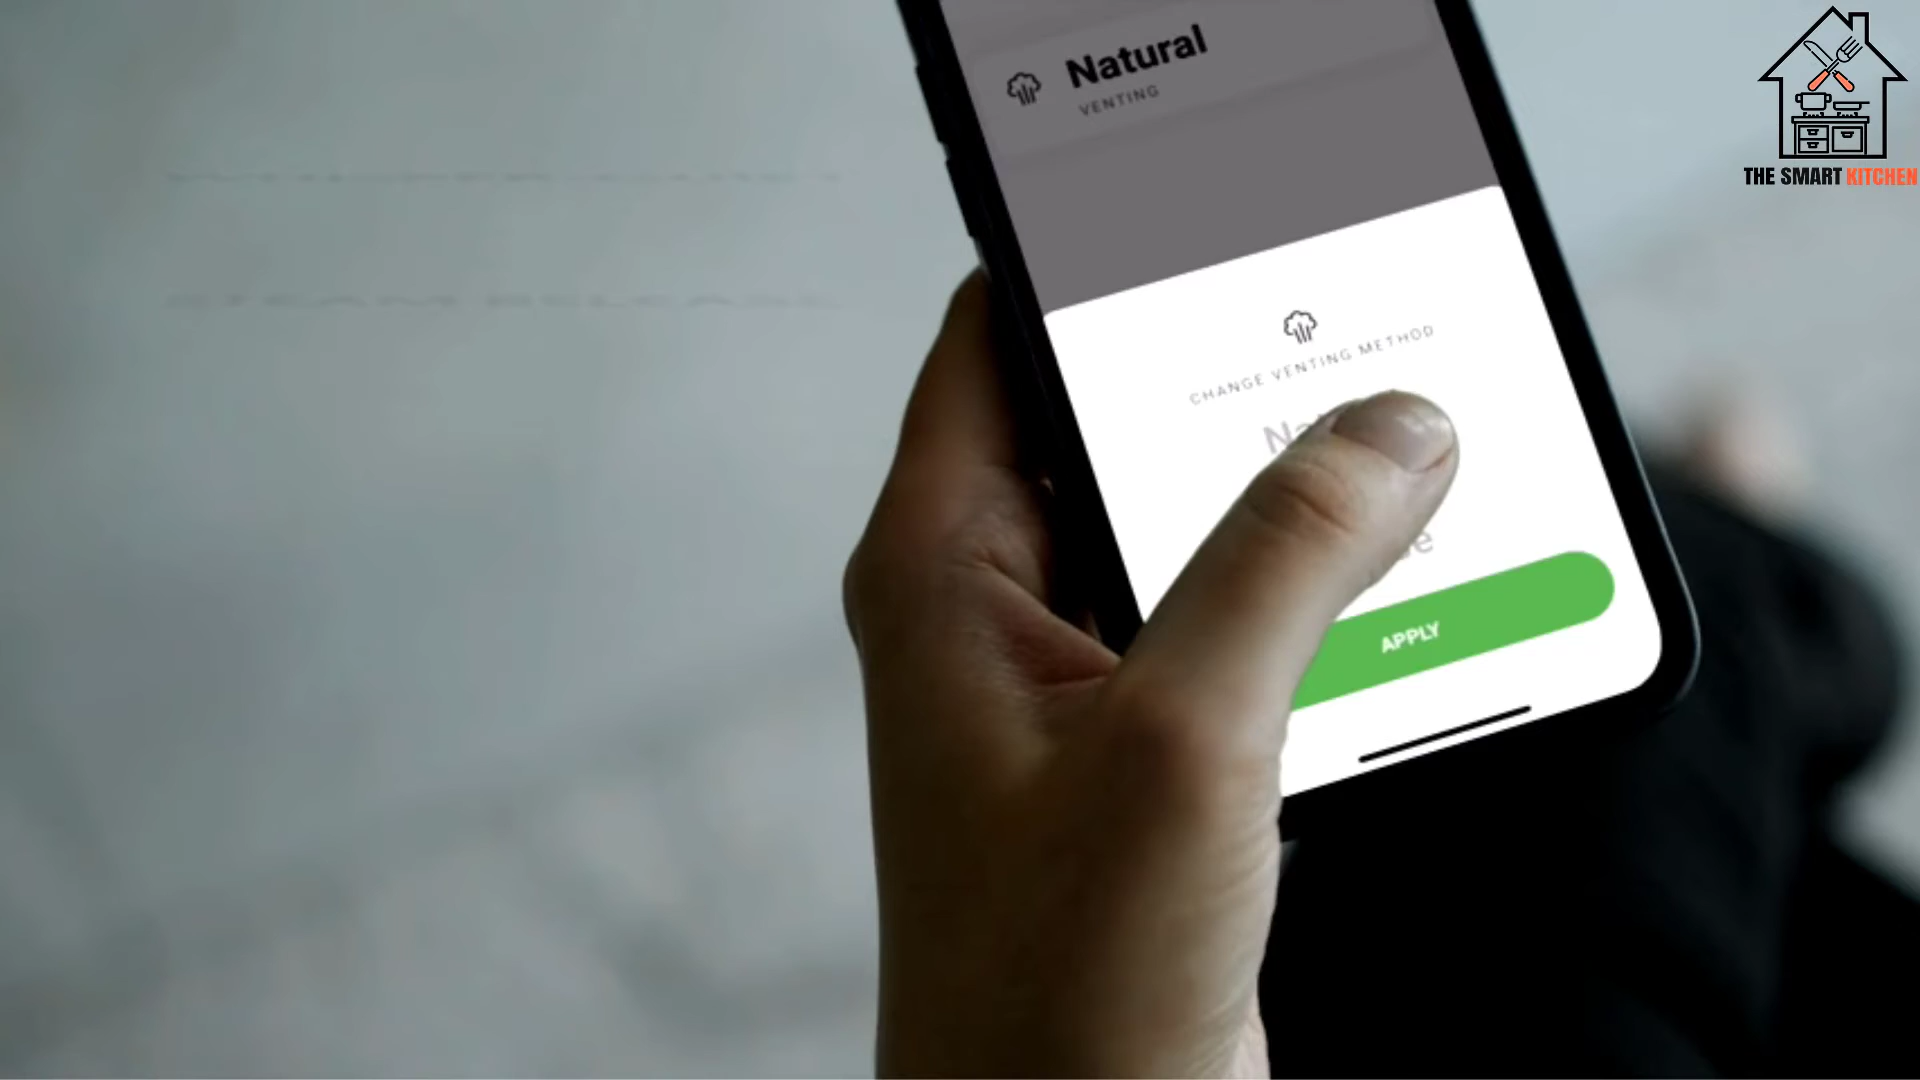 Natural
VENTING
CHANGE VENTING METHOD
APPLY
THE SMART KITCHEN